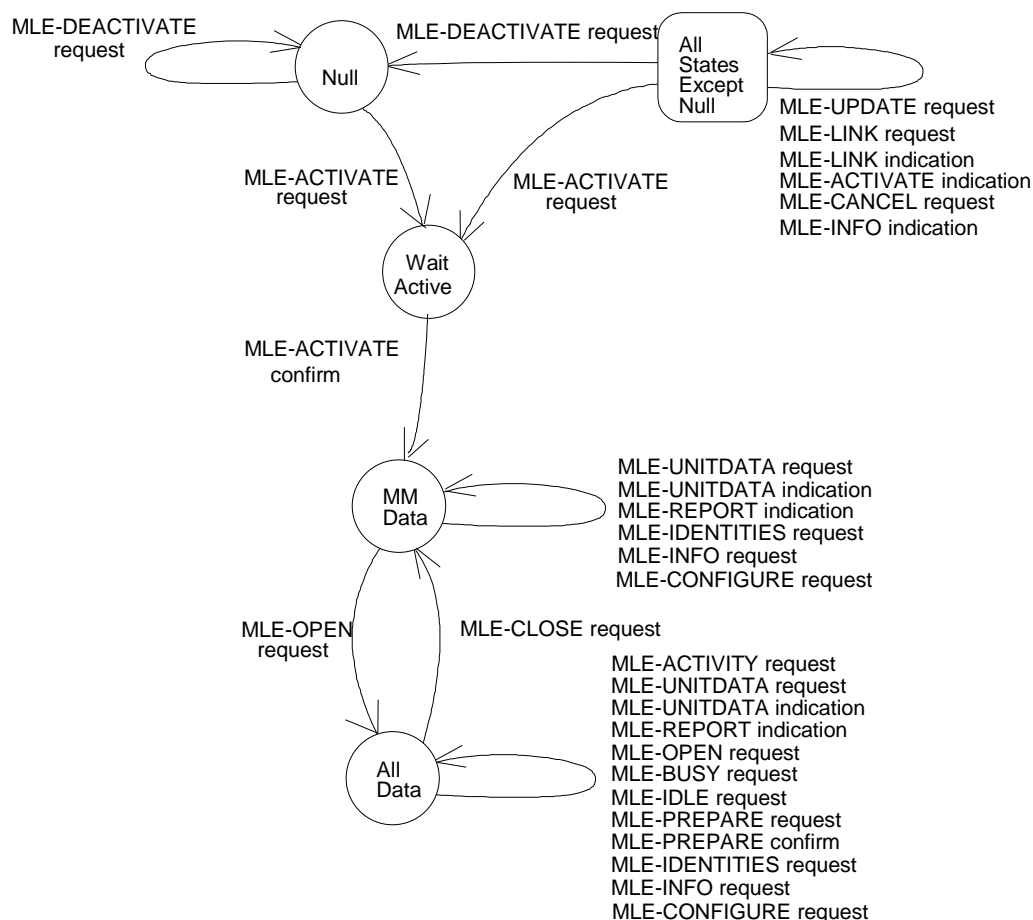 MLE-DEACTIVATE
request
MLE-DEACTIVATE request
Null
All
States
Except
Null
MLE-UPDATE request
MLE-LINK request
MLE-LINK indication
MLE-ACTIVATE indication
MLE-CANCEL request
MLE-INFO indication
MLE-ACTIVATE
request
MLE-ACTIVATE
request
Wait
Active
MLE-ACTIVATE
confirm
MM
Data
MLE-UNITDATA request
MLE-UNITDATA indication
MLE-REPORT indication
MLE-IDENTITIES request
MLE-INFO request
MLE-CONFIGURE request
MLE-OPEN
request
MLE-CLOSE request
All
Data
MLE-ACTIVITY request
MLE-UNITDATA request
MLE-UNITDATA indication
MLE-REPORT indication
MLE-OPEN request
MLE-BUSY request
MLE-IDLE request
MLE-PREPARE request
MLE-PREPARE confirm
MLE-IDENTITIES request
MLE-INFO request
MLE-CONFIGURE request